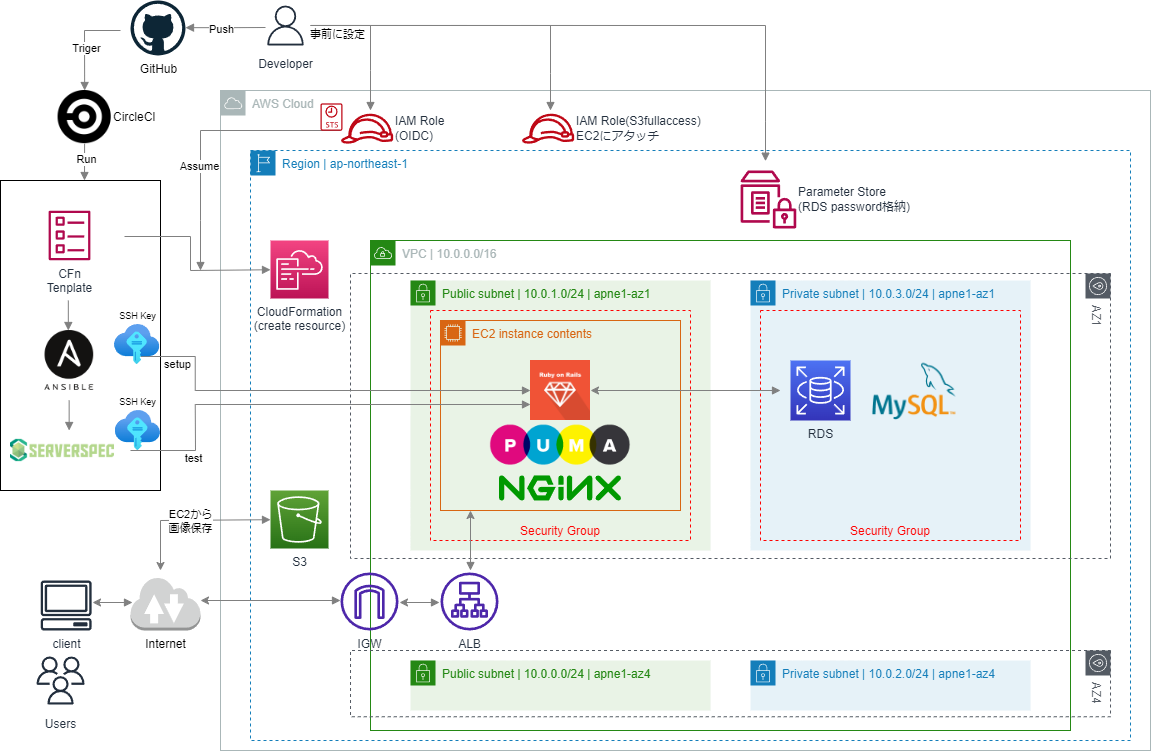 Push
事前に設定
Triger
GitHub
Developer
AWS Cloud
CircleCI
STS
IAM Role
(OIDC)
IAM Role(S3fullaccess)
EC2にアタッチ
Run
Assume
Region | ap-northeast-1
Parameter Store
(RDS password格納)
VPC | 10.0.0.0/16
CFn
Tenplate
CloudFormation
(create resource)
Public subnet | 10.0.1.0/24 | apne1-az1
Private subnet | 10.0.3.0/24 | apne1-az1
AZ1
SSH Key
EC2 instance contents
setup
Ruby on Rails
ANSIBLE
MySQL
RDS
SSH Key
PUMA
SERVERSPEC
test
NGINX
EC2から
画像保存
Security Group
Security Group
S3
client
Internet
IGW
ALB
Public subnet | 10.0.0.0/24 | apne1-az4
Private subnet | 10.0.2.0/24 | apne1-az4
AZ4
Users